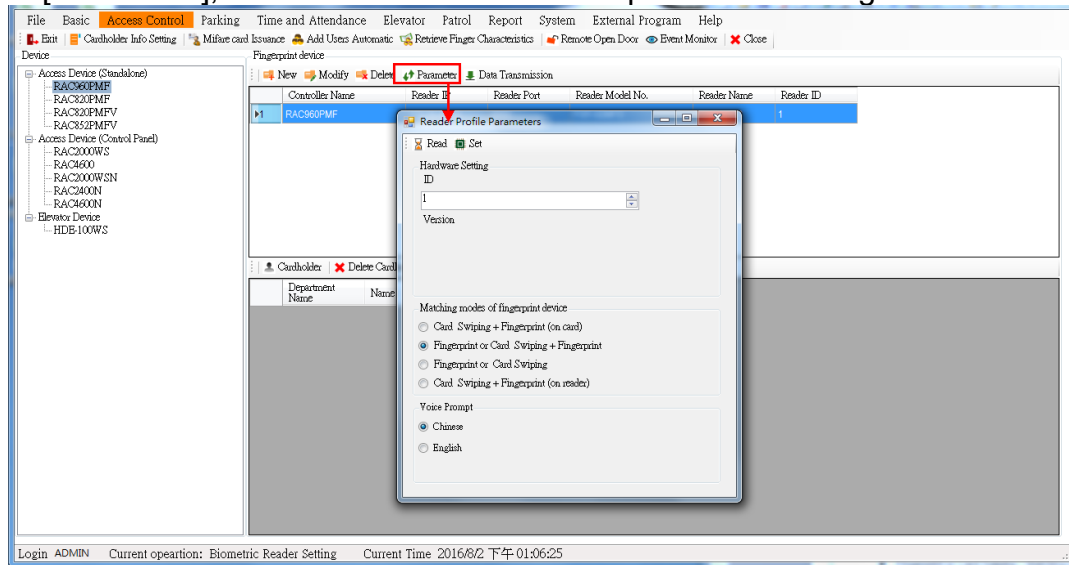 File Basic Access Control Parking Time and Attendance Elevator Patrol Report System External Program Help
Exit Cardholder Info Setting Mifare card Issuance Add Users Automatic Retrieve Finger Characteristics Remote Open Door Event Monitor Close
Device
Access Device (Standalone)
RAC960PMF
RAC820PMF
RAC820PMFV
RAC852PMFV
Access Device (Control Panel)
RAC2000WS
RAC4600
RAC2000WSN
RAC2400N
RAC4600N
Elevator Device
HDE-100WS
Fingerprint device
New Modify Delete Parameter Data Transmission
Controller Name Reader IP Reader Port Reader Model No. Reader Name Reader ID
1 RAC960PMF 1
Cardholder Delete
Department Name Name
Reader Profile Parameters
Read Set
Hardware Setting
ID
1
Version
Matching modes of fingerprint device
Card Swiping + Fingerprint (on card)
Fingerprint or Card Swiping + Fingerprint
Fingerprint or Card Swiping
Card Swiping + Fingerprint (on reader)
Voice Prompt
Chinese
English
Login ADMIN Current opeartion: Biometric Reader Setting Current Time 2016/8/2 下午 01:06:25